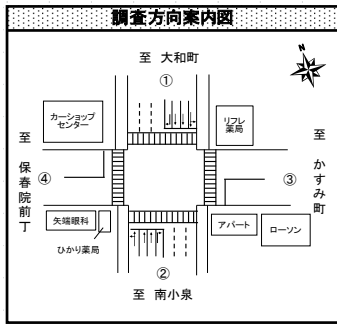 調査方向案内図
至 大和町
N
①
カーショップ
センター
リフレ
薬局
至 保春院前丁
④
至 かすみ町
③
矢端眼科
ひかり薬局
アパート
ローソン
②
至 南小泉